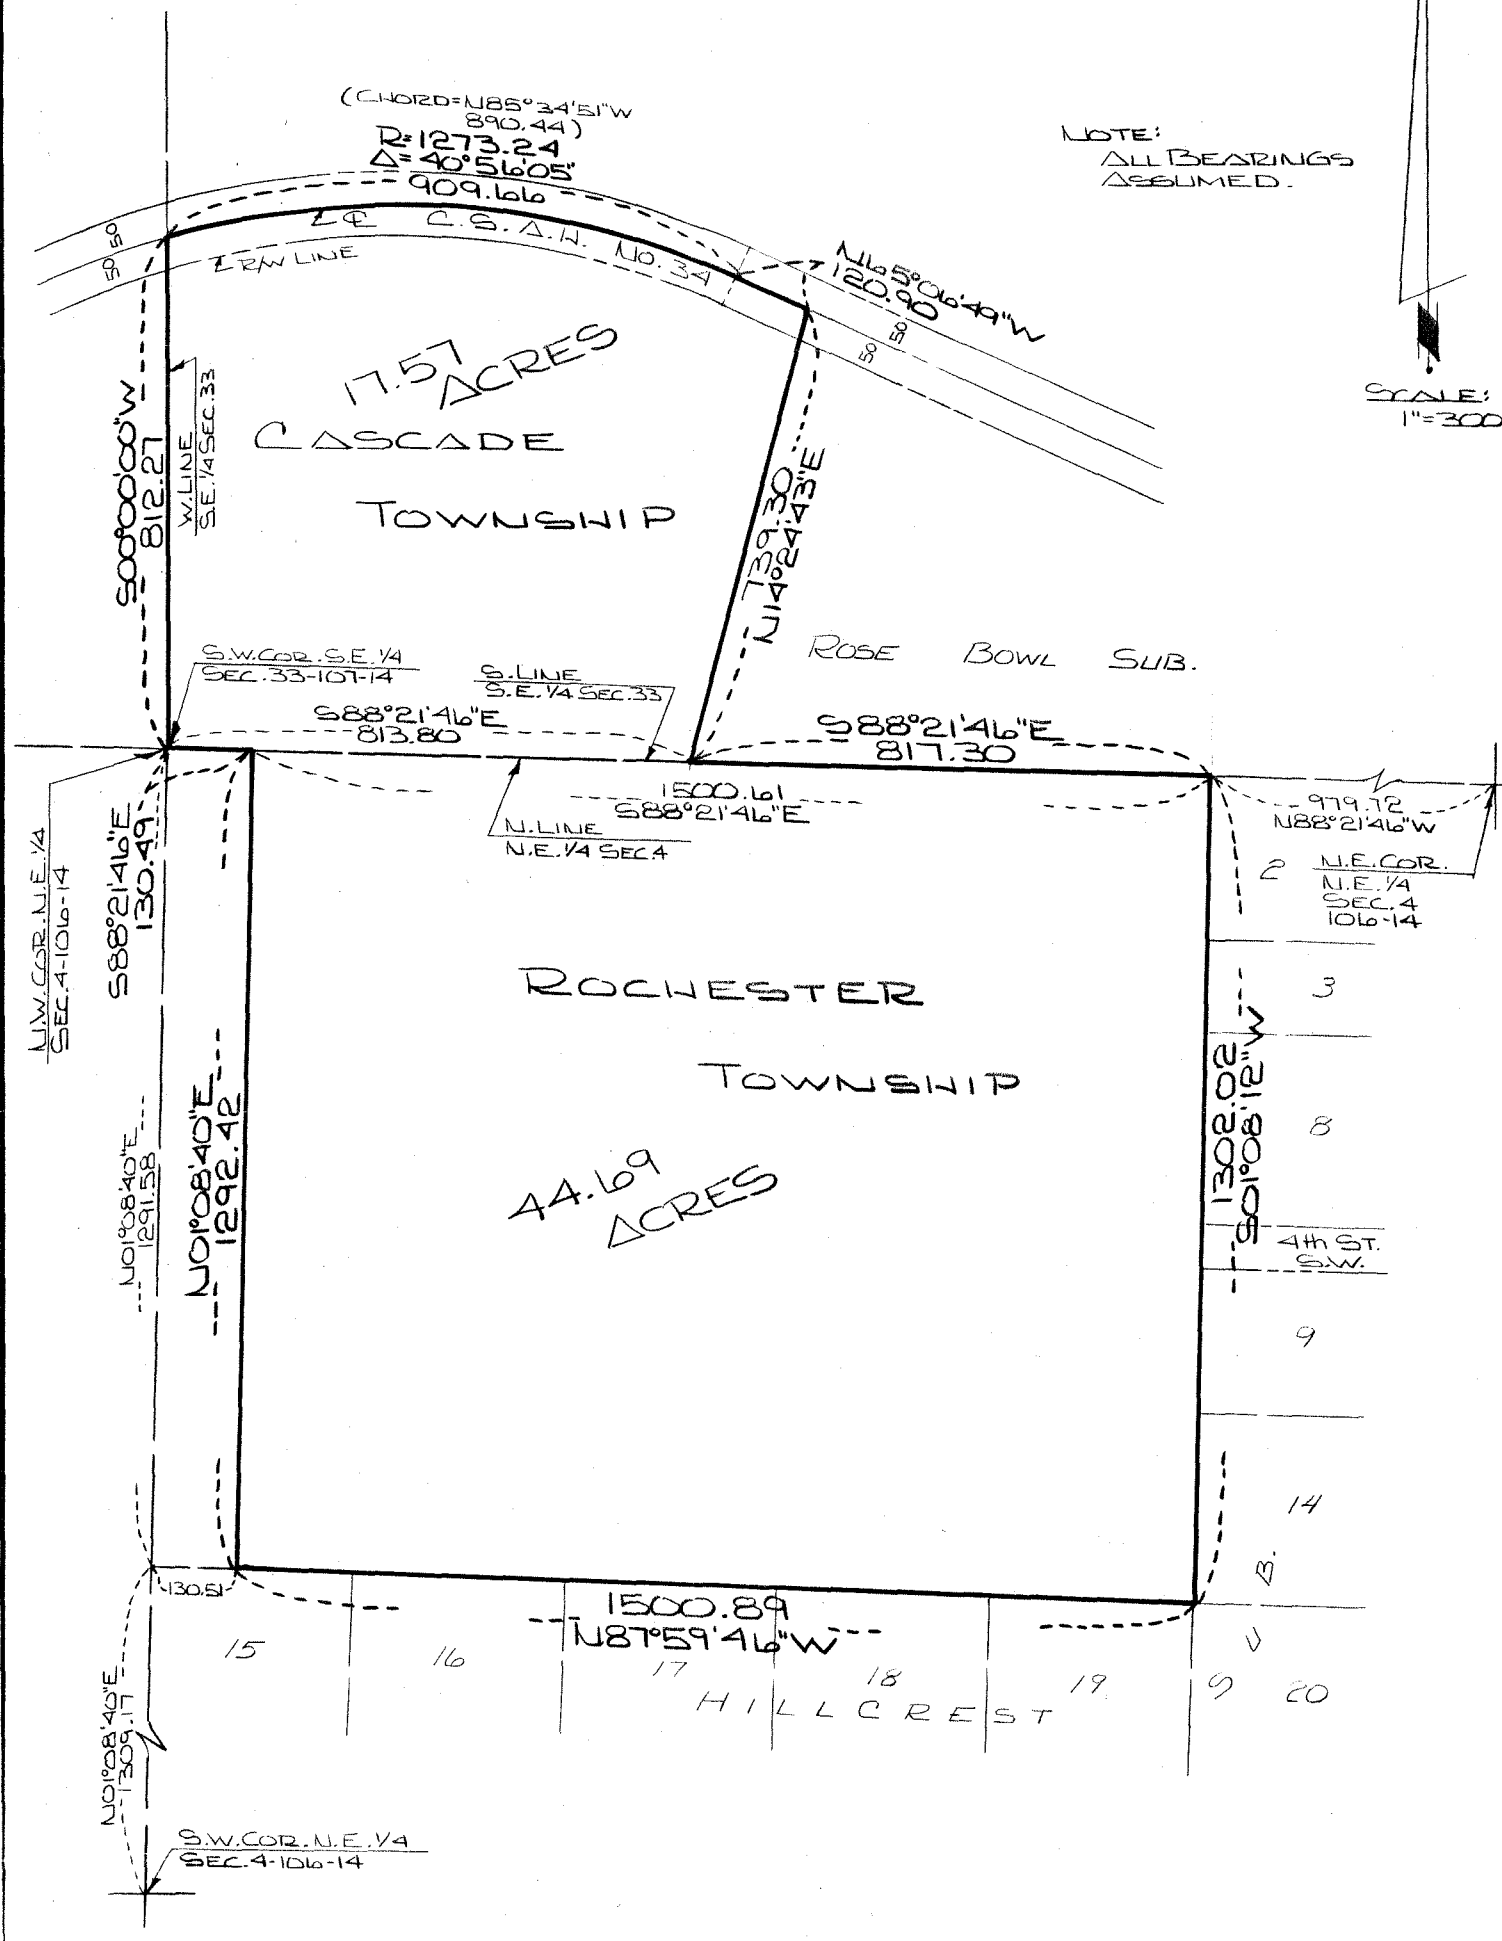 (CHORD=N85°34'51"W
890.44)
R=1273.24
Δ=40°56'05"
909.66
NOTE:
ALL BEARINGS
ASSUMED.
50 50
℄ C.S.A.H. NO. 34
R/W LINE
N65°06'49"W
120.90
50 50
SCALE:
1"=300
17.57
ACRES
CASCADE
TOWNSHIP
S00°00'00"W
812.27
W.LINE
S.E.1/4 SEC.33
739.30
N14°24'43"E
ROSE BOWL SUB.
S.W.COR.S.E.1/4
SEC.33-107-14
S.LINE
S.E.1/4 SEC.33
S88°21'46"E
813.80
S88°21'46"E
817.30
1500.61
S88°21'46"E
N.LINE
N.E.1/4 SEC.4
979.72
N88°21'46"W
N.W.COR.N.E.1/4
SEC.4-106-14
S88°21'46"E
130.49
2
N.E.COR.
N.E.1/4
SEC.4
106-14
ROCHESTER
TOWNSHIP
3
1302.02
S01°08'12"W
8
N01°08'40"E
1291.58
N01°08'40"E
1292.42
44.69
ACRES
4th ST.
S.W.
9
14
130.51
1500.89
N87°59'46"W
15
16
17
18
19
20
HILLCREST SUB.
N01°08'40"E
1309.17
S.W.COR.N.E.1/4
SEC.4-106-14